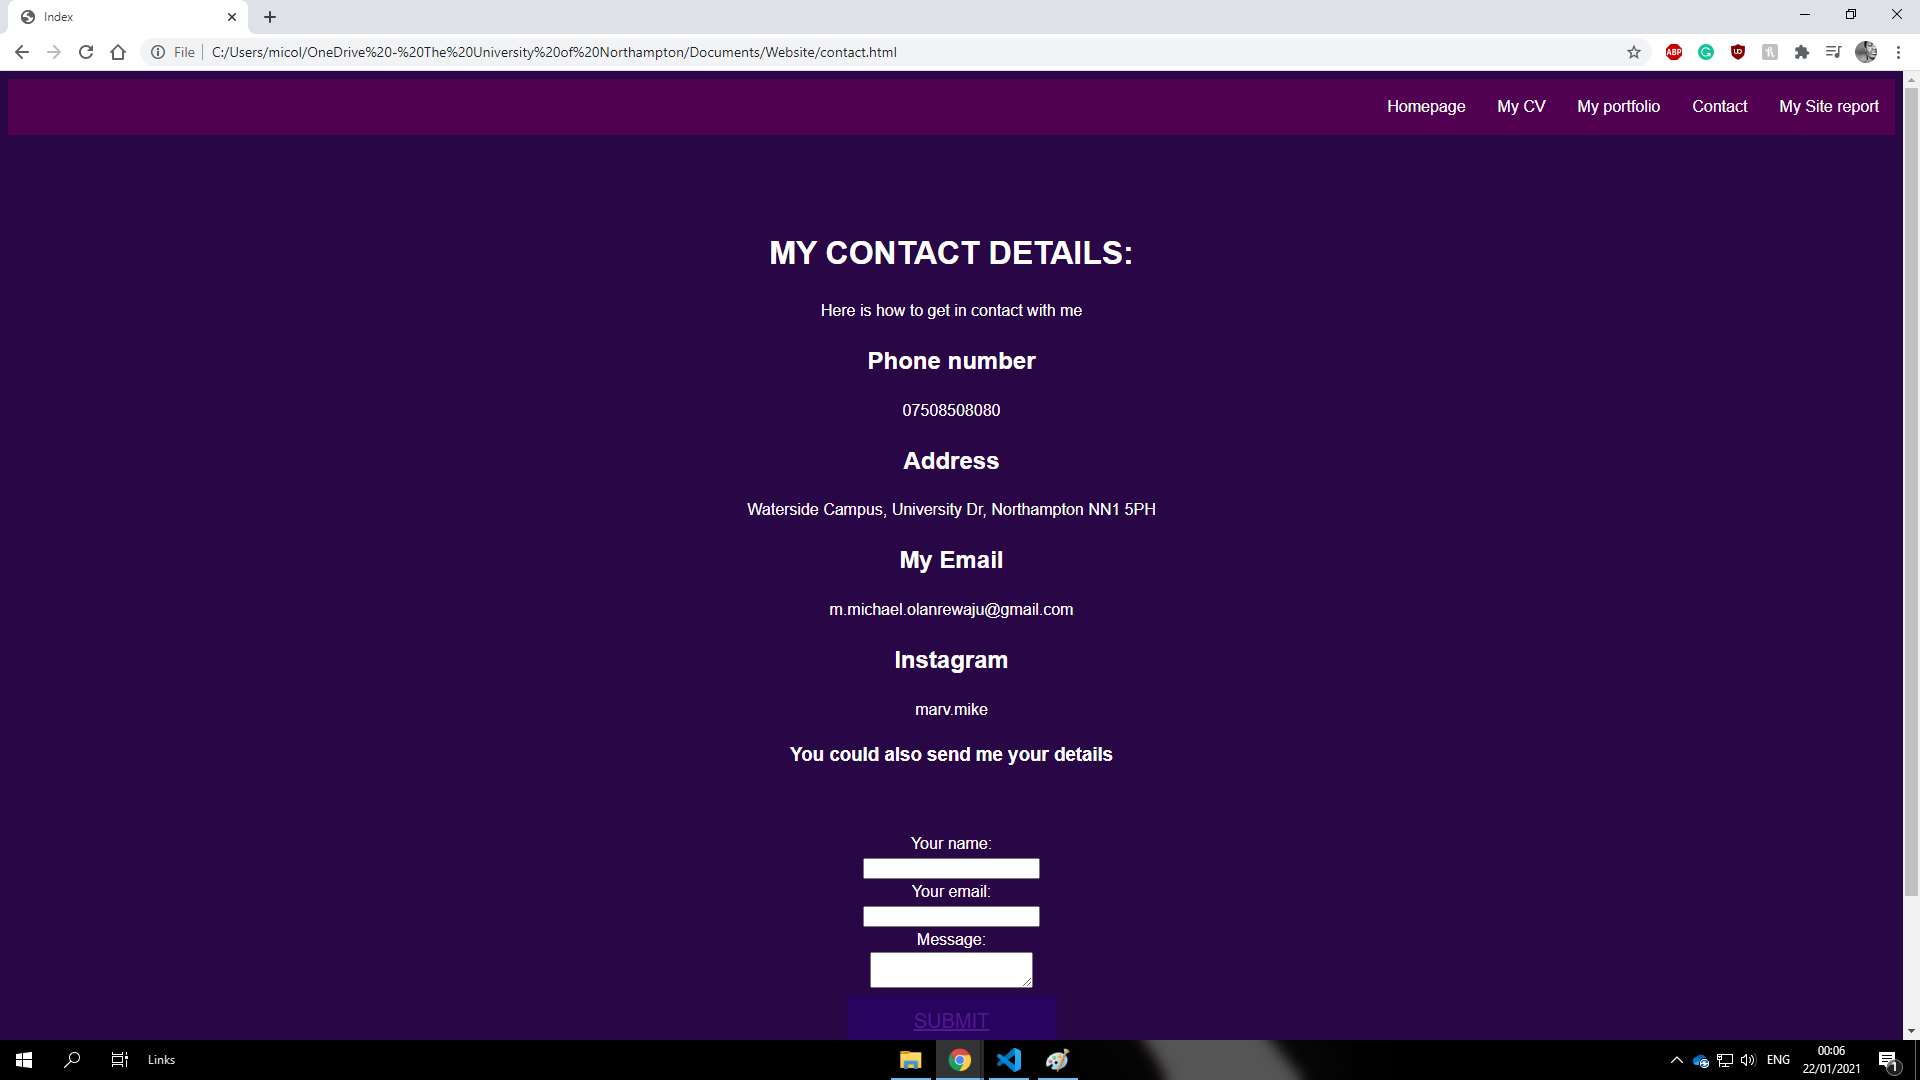 Index
File
C:/Users/micol/OneDrive%20-%20The%20University%20of%20Northampton/Documents/Website/contact.html
ABP
Homepage My CV My portfolio Contact My Site report
MY CONTACT DETAILS:
Here is how to get in contact with me
Phone number
07508508080
Address
Waterside Campus, University Dr, Northampton NN1 5PH
My Email
m.michael.olanrewaju@gmail.com
Instagram
marv.mike
You could also send me your details
Your name:
Your email:
Message:
SUBMIT
Links
ENG
00:06
22/01/2021
1